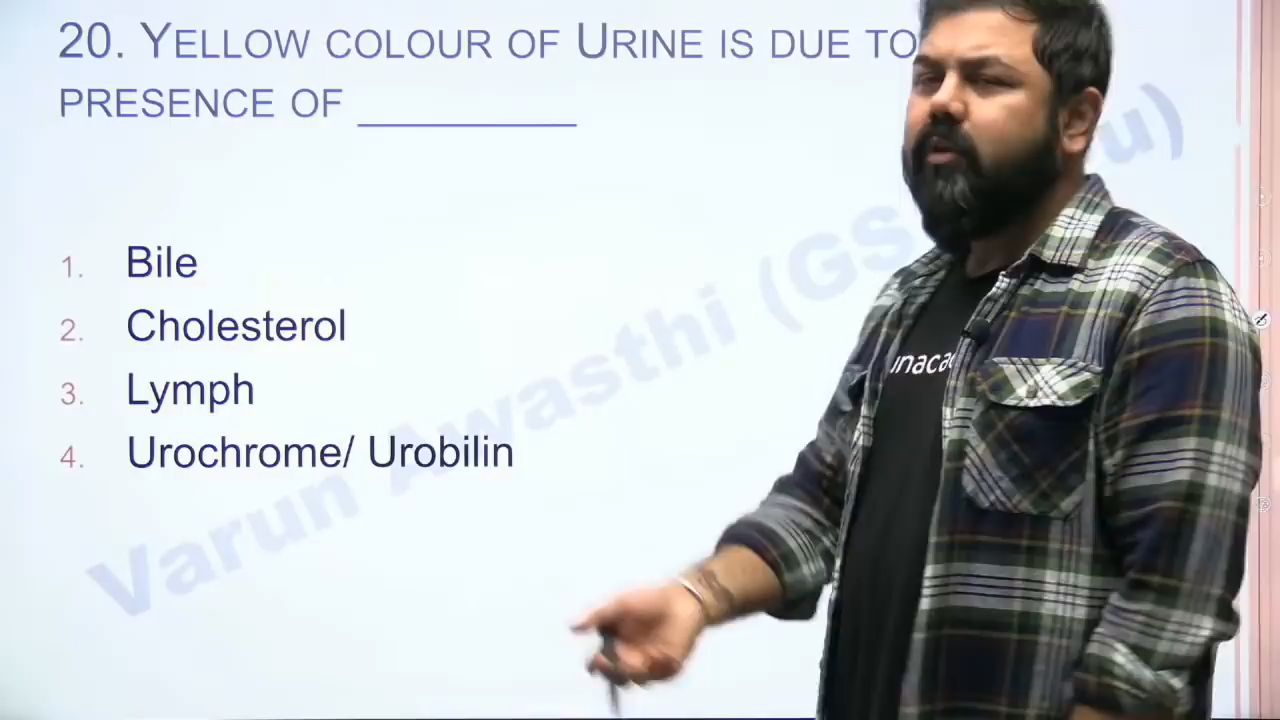 20. YELLOW COLOUR OF URINE IS DUE TO
PRESENCE OF _________
1. Bile
2. Cholesterol
3. Lymph
4. Urochrome/ Urobilin
Varun Awasthi (GS